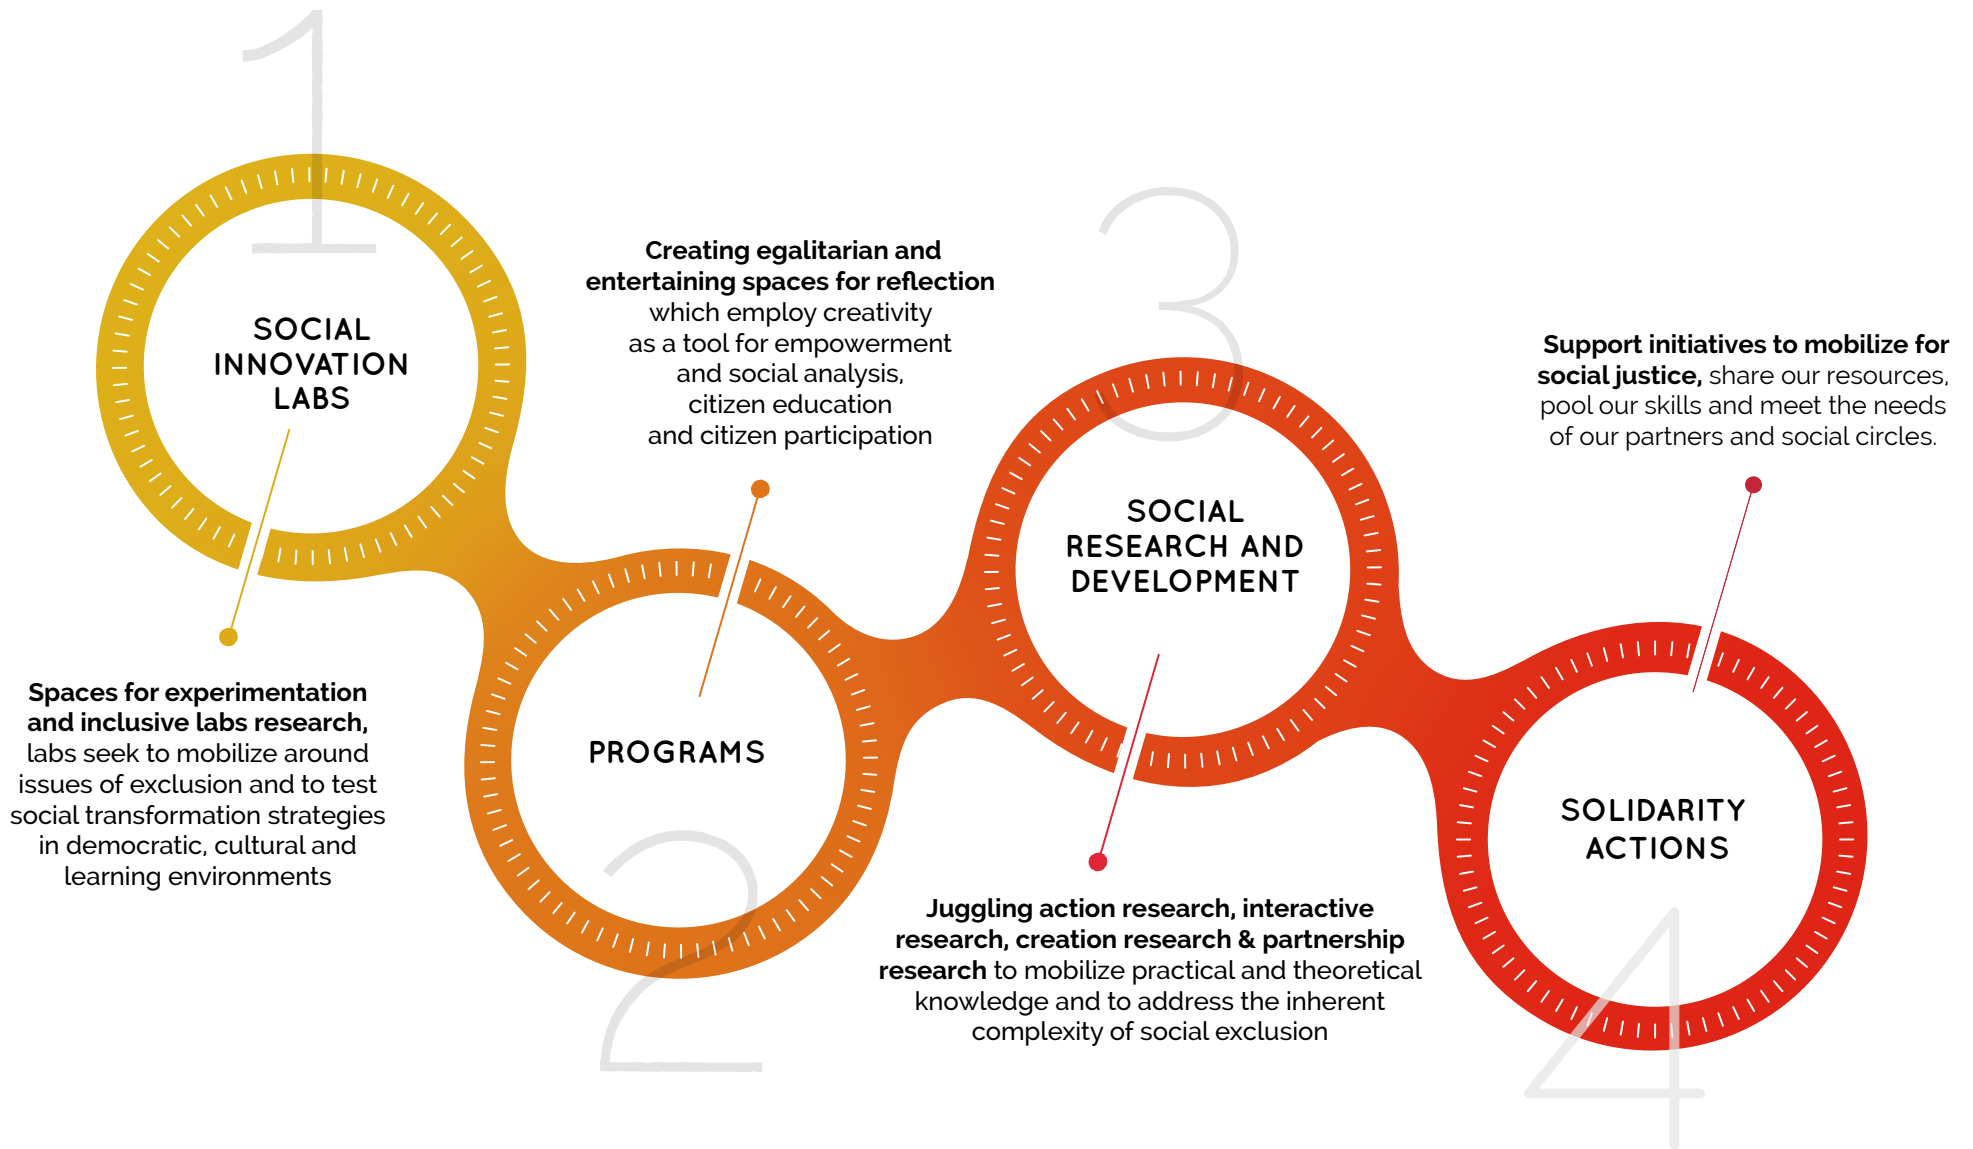 1
SOCIAL
INNOVATION
LABS
Spaces for experimentation
and inclusive labs research,
labs seek to mobilize around
issues of exclusion and to test
social transformation strategies
in democratic, cultural and
learning environments
Creating egalitarian and
entertaining spaces for reflection
which employ creativity
as a tool for empowerment
and social analysis,
citizen education
and citizen participation
PROGRAMS
2
3
SOCIAL
RESEARCH AND
DEVELOPMENT
Juggling action research, interactive
research, creation research & partnership
research to mobilize practical and theoretical
knowledge and to address the inherent
complexity of social exclusion
Support initiatives to mobilize for
social justice, share our resources,
pool our skills and meet the needs
of our partners and social circles.
SOLIDARITY
ACTIONS
4